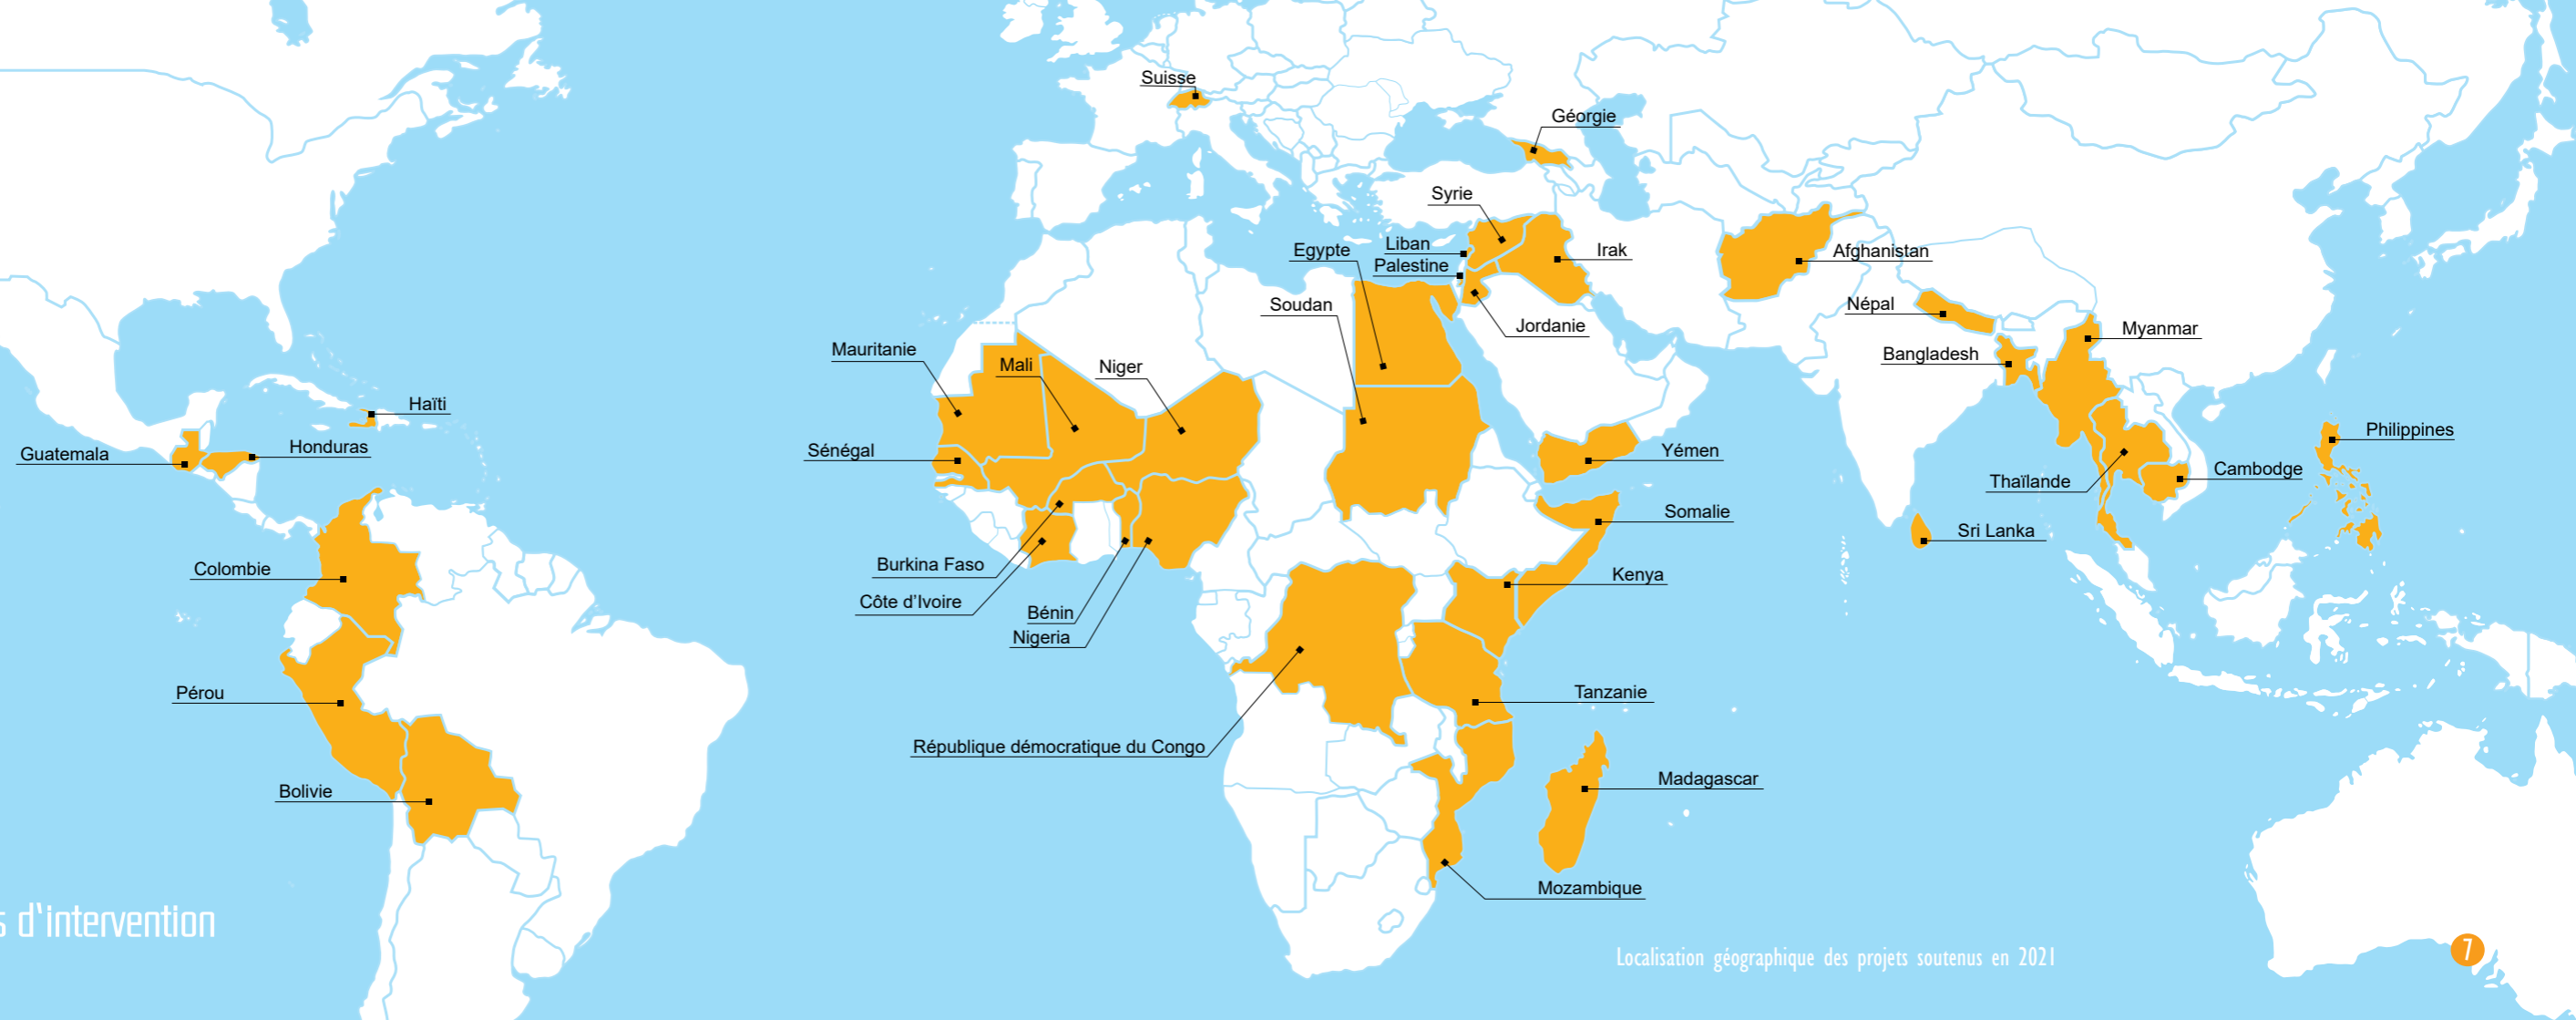 Suisse
Géorgie
Syrie
Liban
Egypte
Palestine
Irak
Afghanistan
Soudan
Népal
Jordanie
Myanmar
Mauritanie
Mali
Niger
Bangladesh
Haïti
Guatemala
Honduras
Sénégal
Yémen
Philippines
Cambodge
Thaïlande
Somalie
Sri Lanka
Colombie
Burkina Faso
Kenya
Côte d'Ivoire
Bénin
Nigeria
Pérou
Tanzanie
République démocratique du Congo
Madagascar
Bolivie
Mozambique
s d'intervention
Localisation géographique des projets soutenus en 2021
7